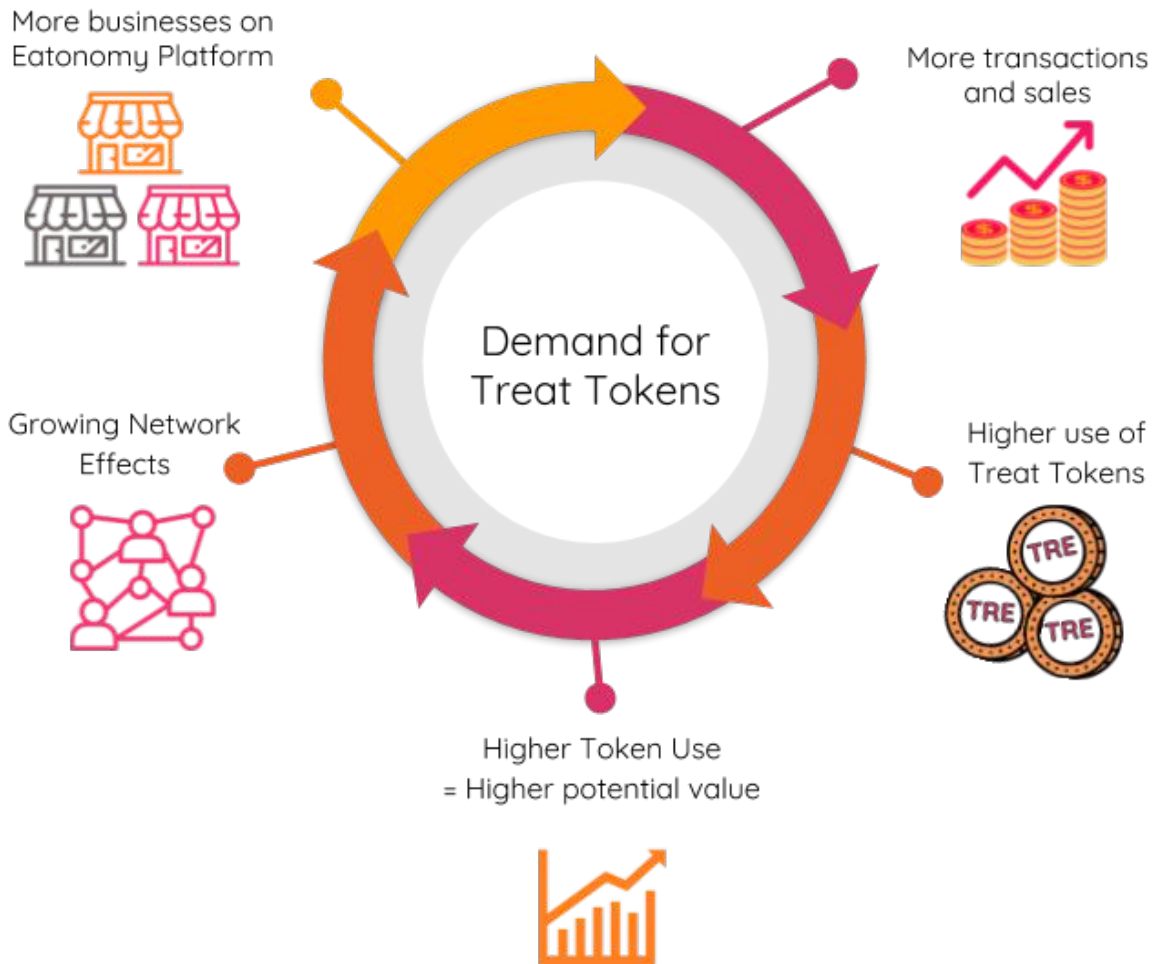 More businesses on
Eatonomy Platform
More transactions
and sales
Demand for
Treat Tokens
Growing Network
Effects
Higher use of
Treat Tokens
TRE
TRE
TRE
Higher Token Use
= Higher potential value